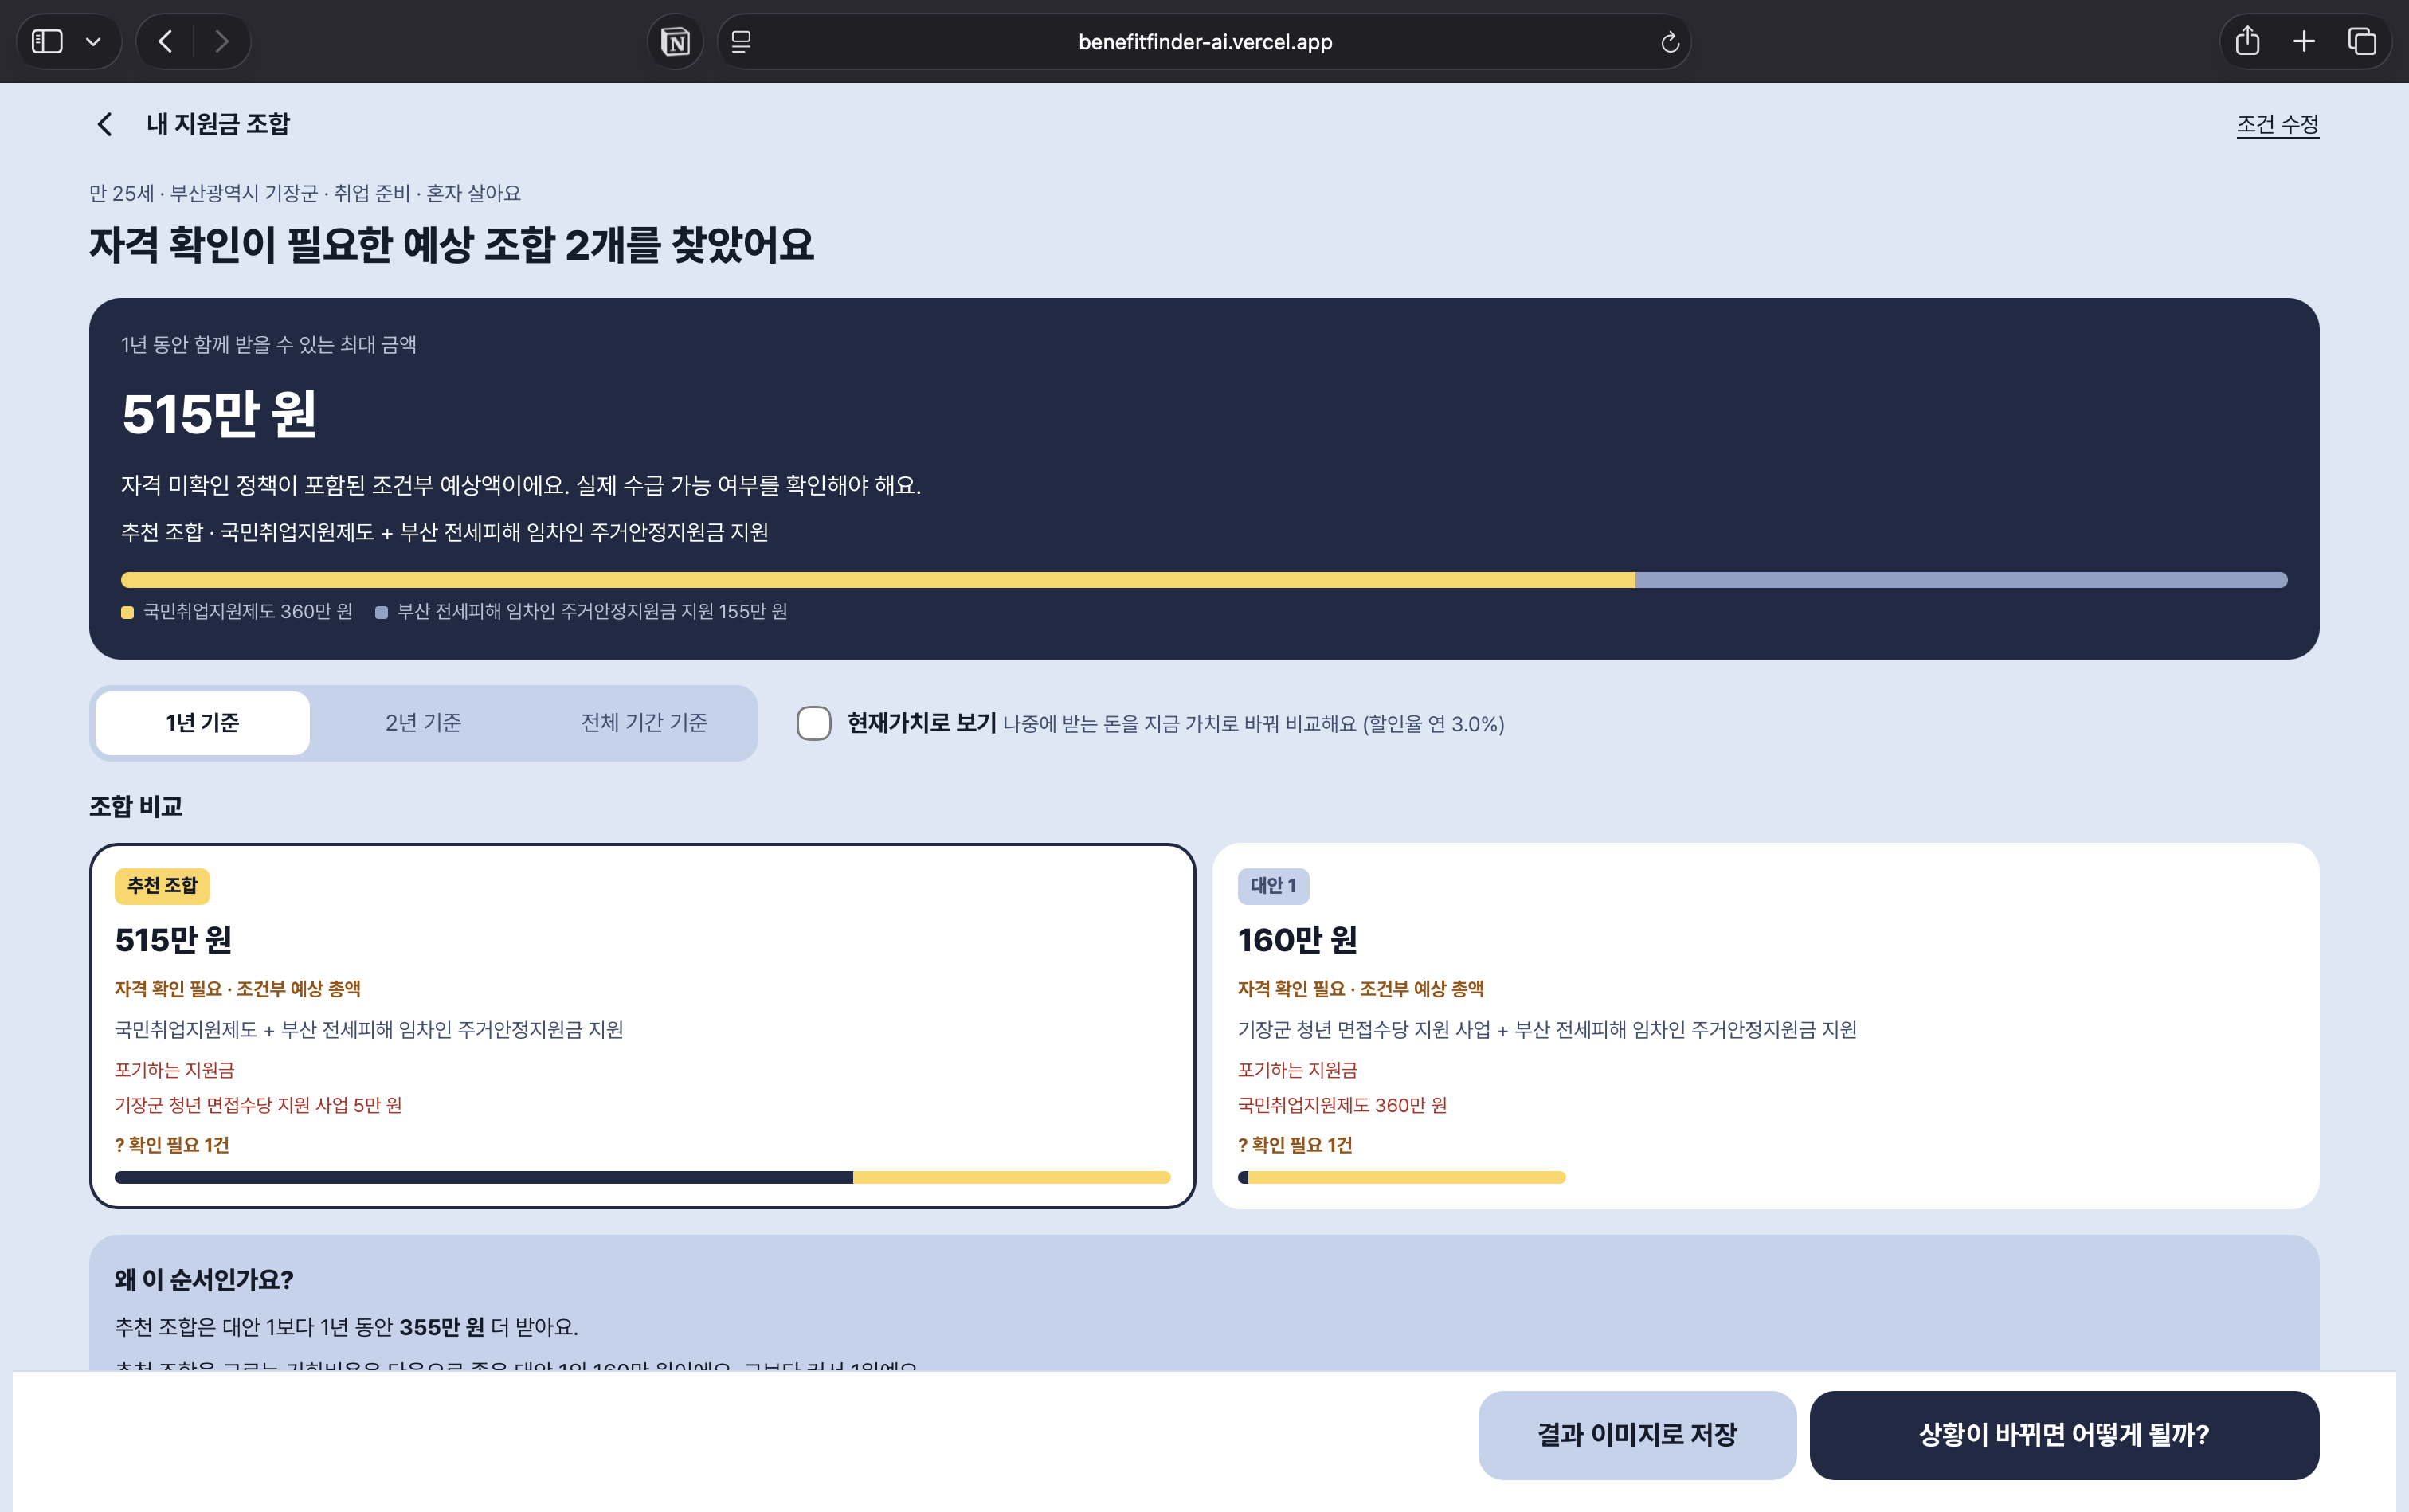 benefitfinder-ai.vercel.app
내 지원금 조합
조건 수정
만 25세 · 부산광역시 기장군 · 취업 준비 · 혼자 살아요
자격 확인이 필요한 예상 조합 2개를 찾았어요
1년 동안 함께 받을 수 있는 최대 금액
515만 원
자격 미확인 정책이 포함된 조건부 예상액이에요. 실제 수급 가능 여부를 확인해야 해요.
추천 조합 · 국민취업지원제도 + 부산 전세피해 임차인 주거안정지원금 지원
국민취업지원제도 360만 원 부산 전세피해 임차인 주거안정지원금 지원 155만 원
1년 기준
2년 기준
전체 기간 기준
현재가치로 보기 나중에 받는 돈을 지금 가치로 바꿔 비교해요 (할인율 연 3.0%)
조합 비교
추천 조합
515만 원
자격 확인 필요 · 조건부 예상 총액
국민취업지원제도 + 부산 전세피해 임차인 주거안정지원금 지원
포기하는 지원금
기장군 청년 면접수당 지원 사업 5만 원
? 확인 필요 1건
대안 1
160만 원
자격 확인 필요 · 조건부 예상 총액
기장군 청년 면접수당 지원 사업 + 부산 전세피해 임차인 주거안정지원금 지원
포기하는 지원금
국민취업지원제도 360만 원
? 확인 필요 1건
왜 이 순서인가요?
추천 조합은 대안 1보다 1년 동안 355만 원 더 받아요.
결과 이미지로 저장
상황이 바뀌면 어떻게 될까?